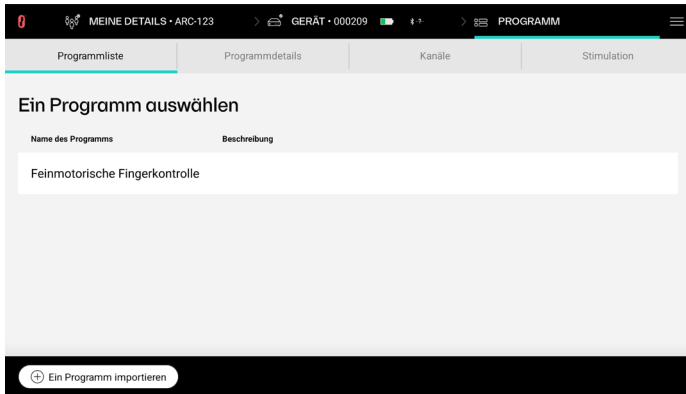 MEINE DETAILS • ARC-123 > GERÄT • 000209 > PROGRAMM
Programmliste Programmdetails Kanäle Stimulation
Ein Programm auswählen
Name des Programms Beschreibung
Feinmotorische Fingerkontrolle
Ein Programm importieren